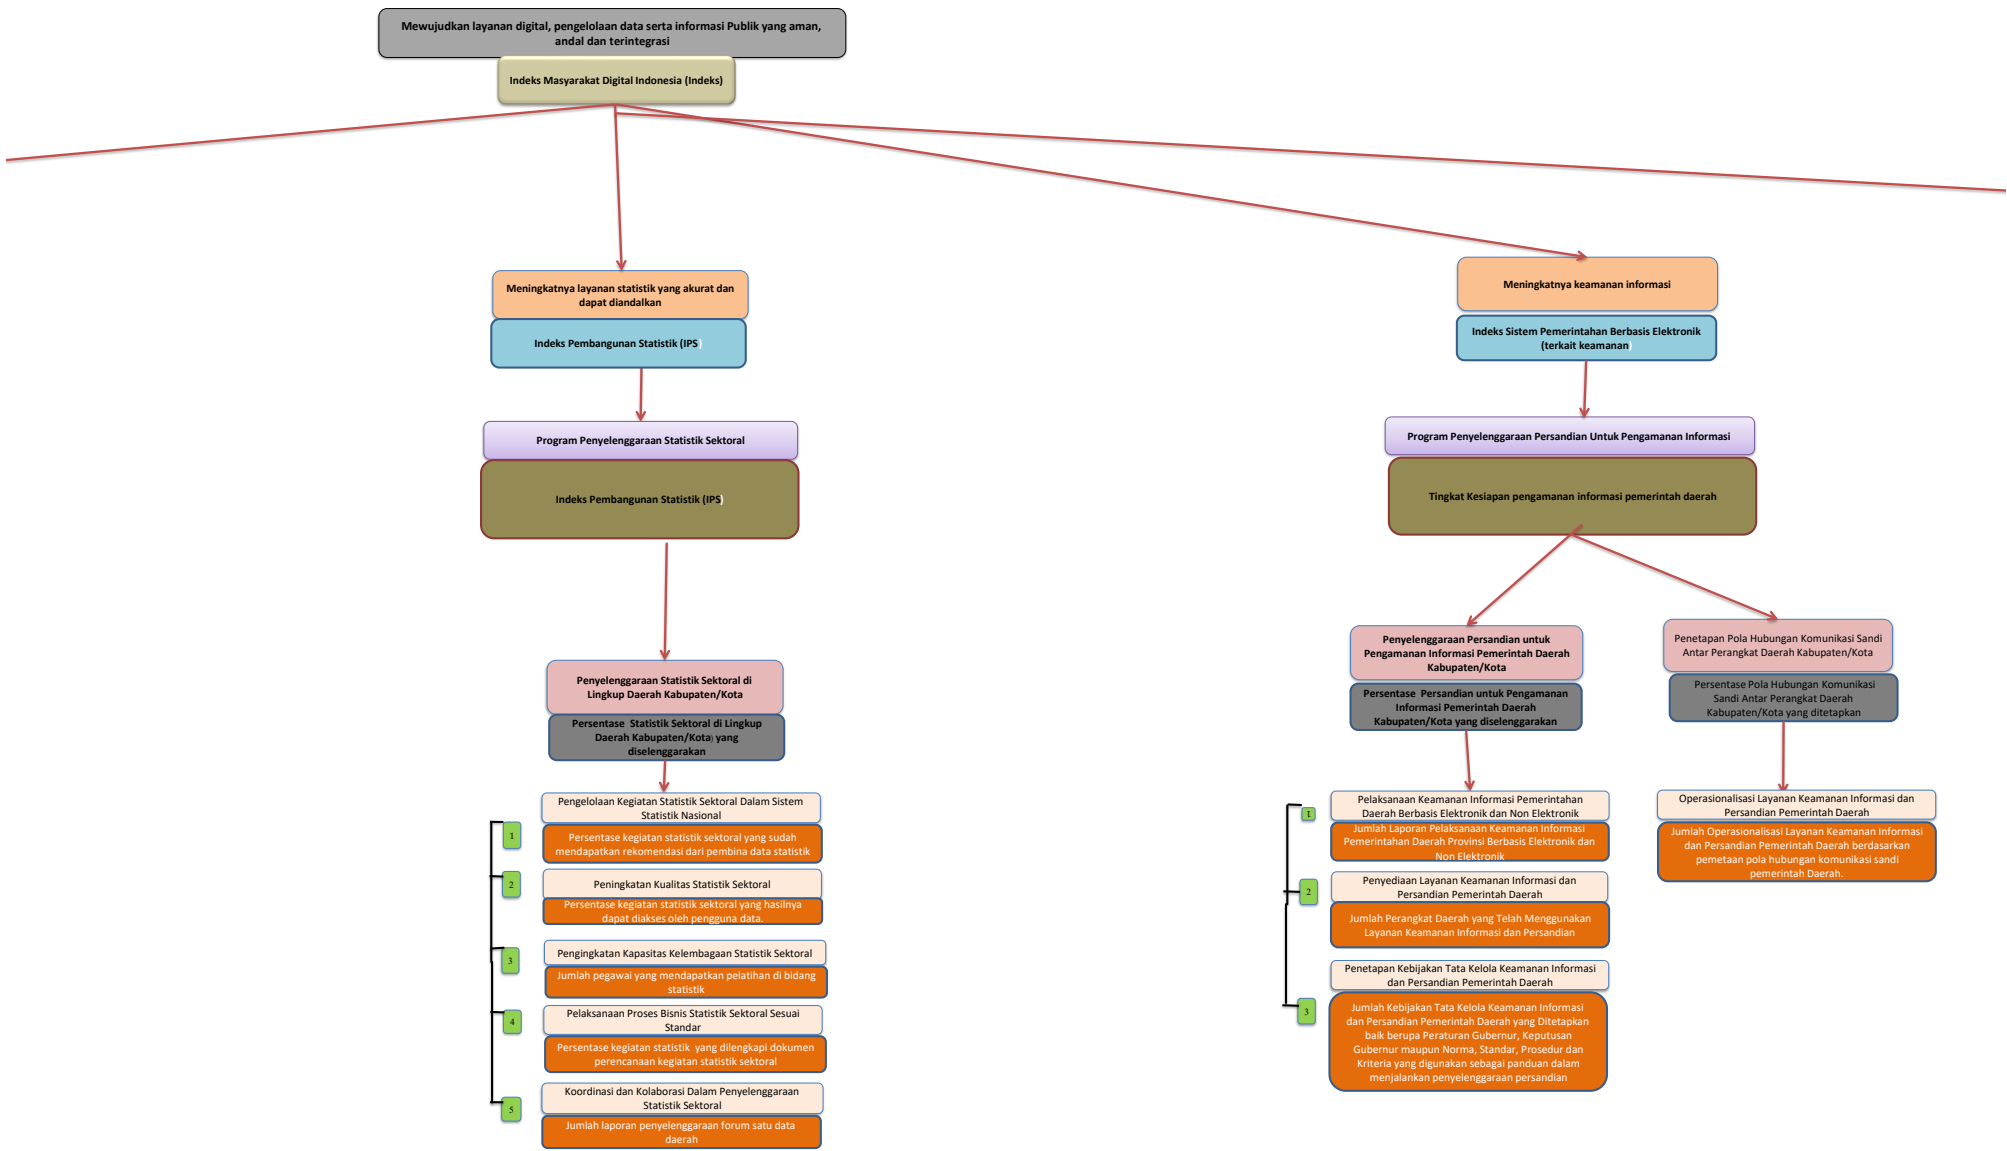 Mewujudkan layanan digital, pengelolaan data serta informasi Publik yang aman,
andal dan terintegrasi
Indeks Masyarakat Digital Indonesia (Indeks)
Meningkatnya layanan statistik yang akurat dan
dapat diandalkan
Indeks Pembangunan Statistik (IPS)
Program Penyelenggaraan Statistik Sektoral
Indeks Pembangunan Statistik (IPS)
Penyelenggaraan Statistik Sektoral di
Lingkup Daerah Kabupaten/Kota
Persentase  Statistik Sektoral di Lingkup
Daerah Kabupaten/Kota) yang
diselenggarakan
1
Pengelolaan Kegiatan Statistik Sektoral Dalam Sistem
Statistik Nasional
Persentase kegiatan statistik sektoral yang sudah
mendapatkan rekomendasi dari pembina data statistik
2
Peningkatan Kualitas Statistik Sektoral
Persentase kegiatan statistik sektoral yang hasilnya
dapat diakses oleh pengguna data.
3
Pengingkatan Kapasitas Kelembagaan Statistik Sektoral
Jumlah pegawai yang mendapatkan pelatihan di bidang
statistik
4
Pelaksanaan Proses Bisnis Statistik Sektoral Sesuai
Standar
Persentase kegiatan statistik  yang dilengkapi dokumen
perencanaan kegiatan statistik sektoral
5
Koordinasi dan Kolaborasi Dalam Penyelenggaraan
Statistik Sektoral
Jumlah laporan penyelenggaraan forum satu data
daerah
Meningkatnya keamanan informasi
Indeks Sistem Pemerintahan Berbasis Elektronik
(terkait keamanan)
Program Penyelenggaraan Persandian Untuk Pengamanan Informasi
Tingkat Kesiapan pengamanan informasi pemerintah daerah
Penyelenggaraan Persandian untuk
Pengamanan Informasi Pemerintah Daerah
Kabupaten/Kota
Persentase  Persandian untuk Pengamanan
Informasi Pemerintah Daerah
Kabupaten/Kota yang diselenggarakan
1
Pelaksanaan Keamanan Informasi Pemerintahan
Daerah Berbasis Elektronik dan Non Elektronik
Jumlah Laporan Pelaksanaan Keamanan Informasi
Pemerintahan Daerah Provinsi Berbasis Elektronik dan
Non Elektronik
2
Penyediaan Layanan Keamanan Informasi dan
Persandian Pemerintah Daerah
Jumlah Perangkat Daerah yang Telah Menggunakan
Layanan Keamanan Informasi dan Persandian
3
Penetapan Kebijakan Tata Kelola Keamanan Informasi
dan Persandian Pemerintah Daerah
Jumlah Kebijakan Tata Kelola Keamanan Informasi
dan Persandian Pemerintah Daerah yang Ditetapkan
baik berupa Peraturan Gubernur, Keputusan
Gubernur maupun Norma, Standar, Prosedur dan
Kriteria yang digunakan sebagai panduan dalam
menjalankan penyelenggaraan persandian
Penetapan Pola Hubungan Komunikasi Sandi
Antar Perangkat Daerah Kabupaten/Kota
Persentase Pola Hubungan Komunikasi
Sandi Antar Perangkat Daerah
Kabupaten/Kota yang ditetapkan
Operasionalisasi Layanan Keamanan Informasi dan
Persandian Pemerintah Daerah
Jumlah Operasionalisasi Layanan Keamanan Informasi
dan Persandian Pemerintah Daerah berdasarkan
pemetaan pola hubungan komunikasi sandi
pemerintah Daerah.